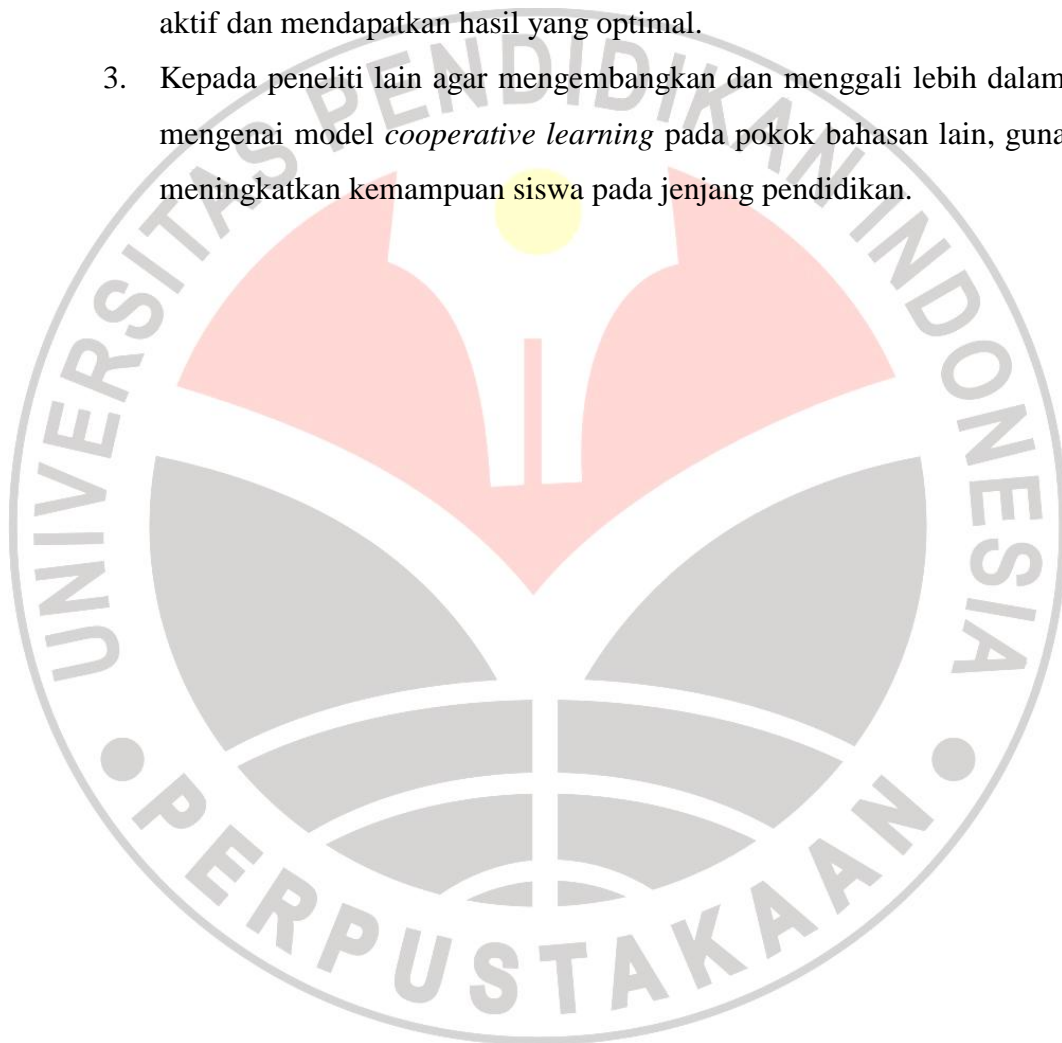 aktif dan mendapatkan hasil yang optimal.
3. Kepada peneliti lain agar mengembangkan dan menggali lebih dalam
mengenai model cooperative learning pada pokok bahasan lain, guna
meningkatkan kemampuan siswa pada jenjang pendidikan.
UNIVERSITAS PENDIDIKAN INDONESIA
PERPUSTAKAAN